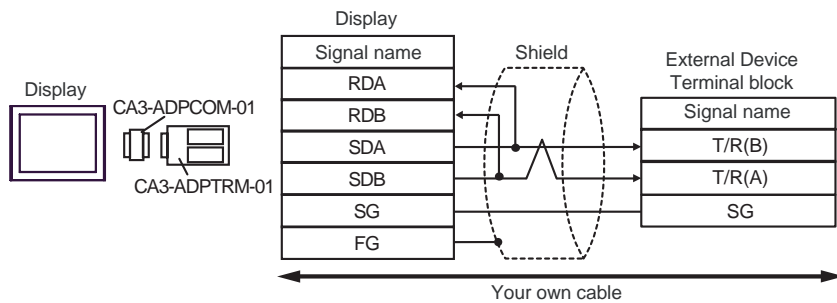 Display
CA3-ADPCOM-01
CA3-ADPTRM-01
Display
Signal name
RDA
RDB
SDA
SDB
SG
FG
Shield
External Device
Terminal block
Signal name
T/R(B)
T/R(A)
SG
Your own cable